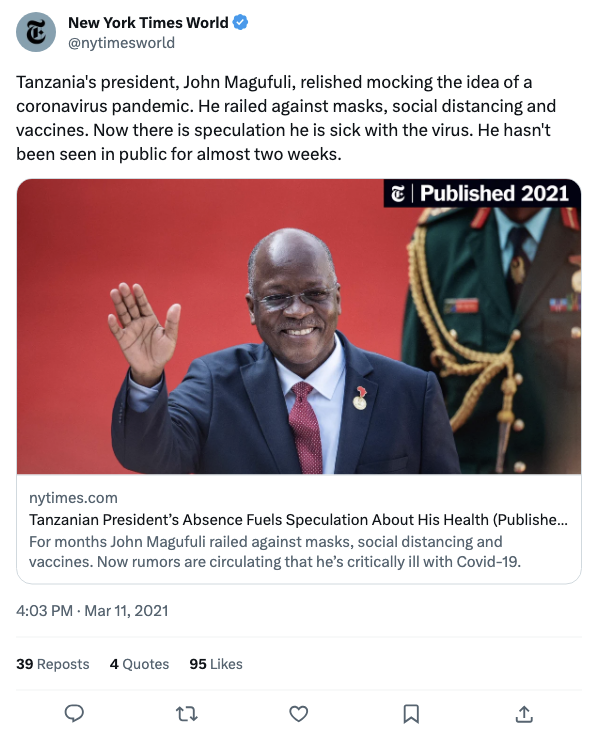 New York Times World
@nytimesworld
Tanzania's president, John Magufuli, relished mocking the idea of a
coronavirus pandemic. He railed against masks, social distancing and
vaccines. Now there is speculation he is sick with the virus. He hasn't
been seen in public for almost two weeks.
Published 2021
nytimes.com
Tanzanian President’s Absence Fuels Speculation About His Health (Publishe...
For months John Magufuli railed against masks, social distancing and
vaccines. Now rumors are circulating that he’s critically ill with Covid-19.
4:03 PM · Mar 11, 2021
39 Reposts 4 Quotes 95 Likes